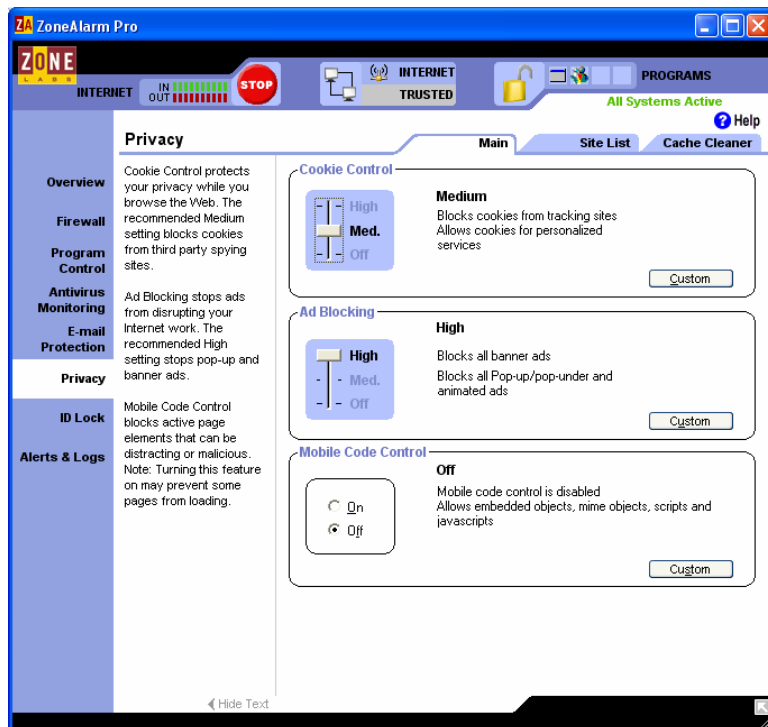 ZA ZoneAlarm Pro
ZONE
LABS
INTERNET
IN
OUT
STOP
INTERNET
TRUSTED
PROGRAMS
All Systems Active
? Help
Privacy
Main
Site List
Cache Cleaner
Overview
Firewall
Program
Control
Antivirus
Monitoring
E-mail
Protection
Privacy
ID Lock
Alerts & Logs
Cookie Control protects
your privacy while you
browse the Web. The
recommended Medium
setting blocks cookies
from third party spying
sites.
Ad Blocking stops ads
from disrupting your
Internet work. The
recommended High
setting stops pop-up and
banner ads.
Mobile Code Control
blocks active page
elements that can be
distracting or malicious.
Note: Turning this feature
on may prevent some
pages from loading.
Cookie Control
High
Med.
Off
Medium
Blocks cookies from tracking sites
Allows cookies for personalized
services
Custom
Ad Blocking
High
Med.
Off
High
Blocks all banner ads
Blocks all Pop-up/pop-under and
animated ads
Custom
Mobile Code Control
On
Off
Off
Mobile code control is disabled
Allows embedded objects, mime objects, scripts and
javascripts
Custom
Hide Text